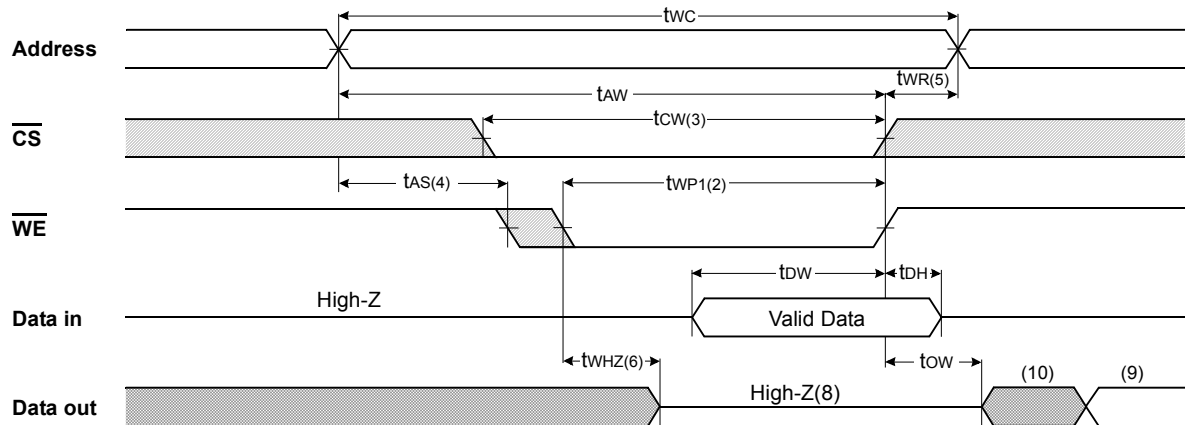 tWC
Address
tWR(5)
tAW
tCW(3)
CS
tAS(4)
tWP1(2)
WE
tDW
tDH
High-Z
Data in
Valid Data
tWHZ(6)
tOW
(10)
(9)
High-Z(8)
Data out